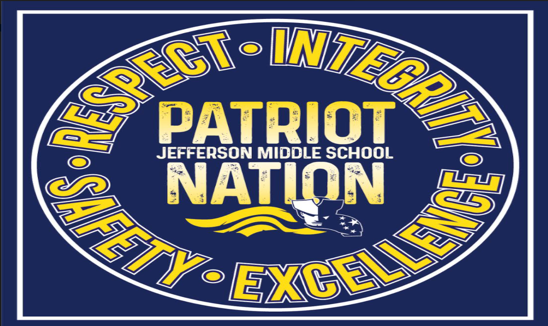 RESPECT • INTEGRITY
PATRIOT
JEFFERSON MIDDLE SCHOOL
NATION
• SAFETY • EXCELLENCE •